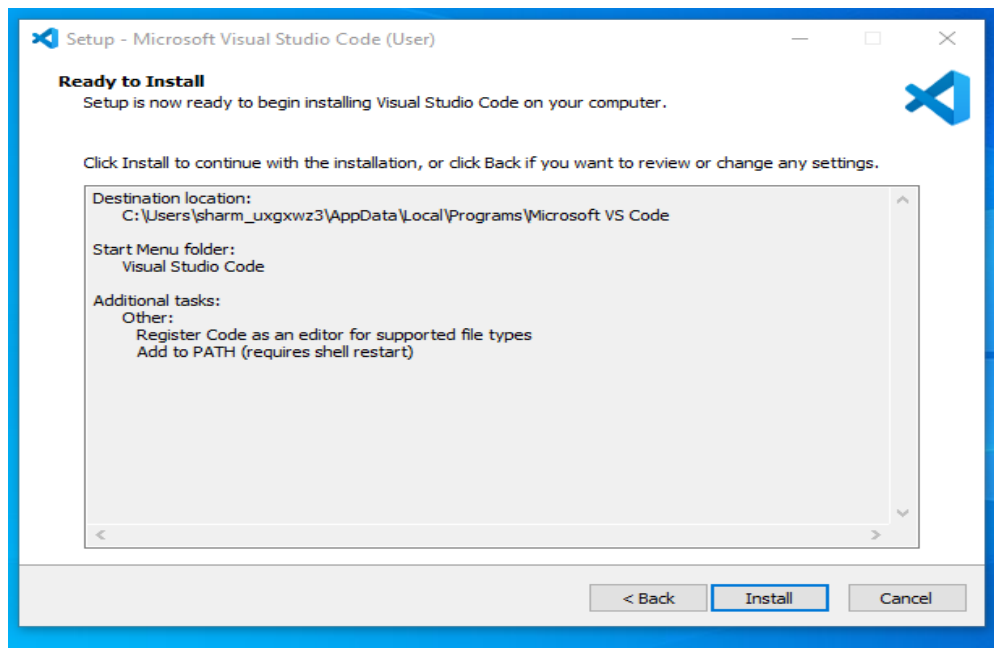 Setup - Microsoft Visual Studio Code (User)
Ready to Install
Setup is now ready to begin installing Visual Studio Code on your computer.
Click Install to continue with the installation, or click Back if you want to review or change any settings.
Destination location:
C:\Users\sharm_uxgxwz3\AppData\Local\Programs\Microsoft VS Code
Start Menu folder:
Visual Studio Code
Additional tasks:
Other:
Register Code as an editor for supported file types
Add to PATH (requires shell restart)
< Back Install Cancel